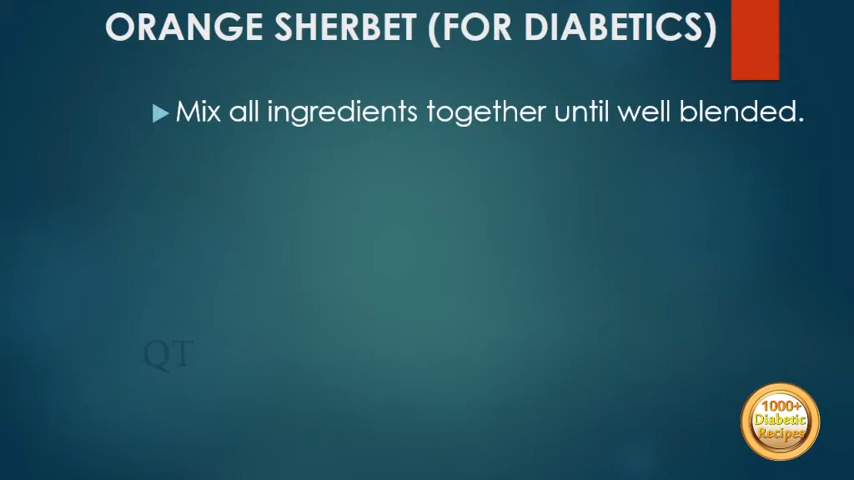 ORANGE SHERBET (FOR DIABETICS)
Mix all ingredients together until well blended.
QT
1000+
Diabetic
Recipes